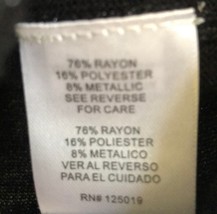 76% RAYON
16% POLYESTER
8% METALLIC
SEE REVERSE
FOR CARE
76% RAYON
16% POLIESTER
8% METALICO
VER AL REVERSO
PARA EL CUIDADO
RN# 125019